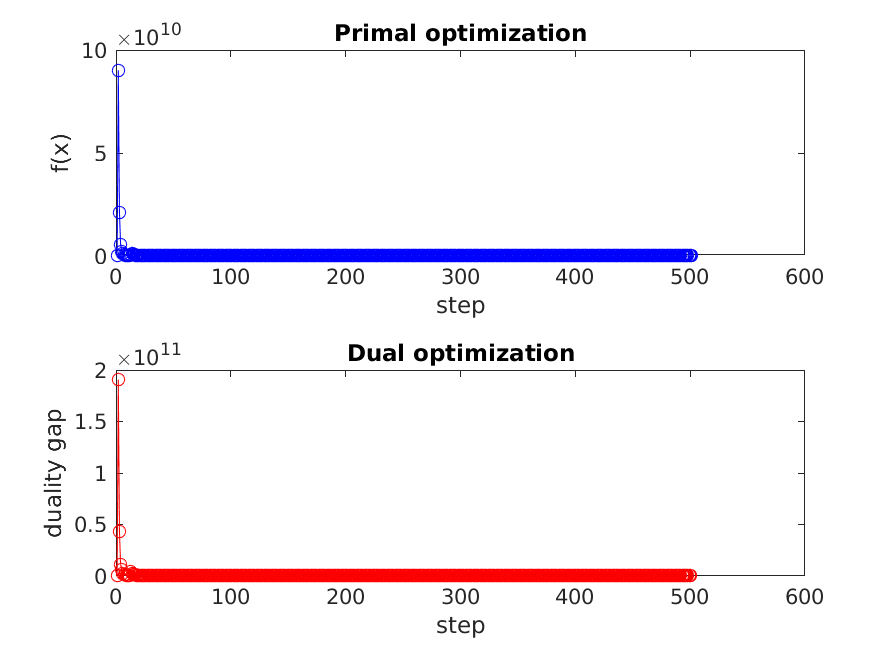 Primal optimization
×10^10
10
5
0
f(x)
0 100 200 300 400 500 600
step
Dual optimization
×10^11
2
1.5
1
0.5
0
duality gap
0 100 200 300 400 500 600
step